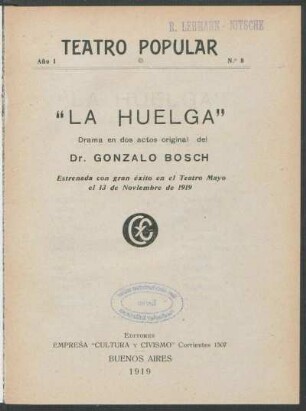 R. LEHMANN-NITSCHE
TEATRO POPULAR
Año I N.º 8
"LA HUELGA"
Drama en dos actos original del
Dr. GONZALO BOSCH
Estrenada con gran éxito en el Teatro Mayo
el 13 de Noviembre de 1919
EDITORES
EMPRESA "CULTURA Y CIVISMO" Corrientes 1307
BUENOS AIRES
1919